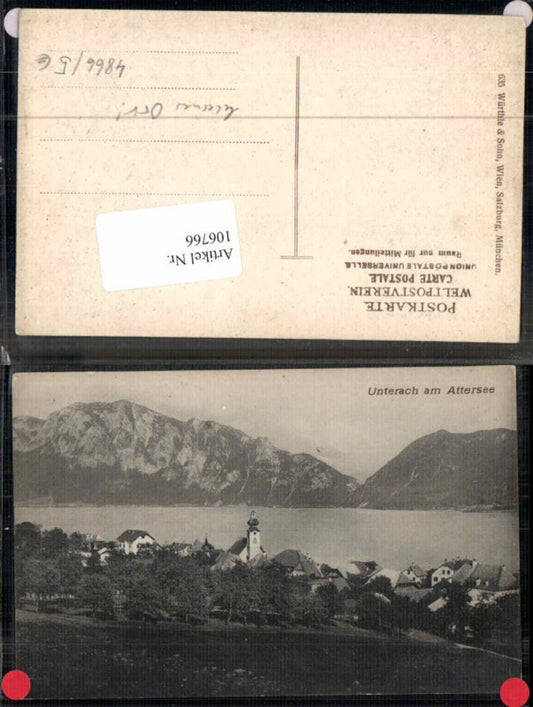 POSTKARTE.
WELTPOSTVEREIN.
CARTE POSTALE.
UNION POSTALE UNIVERSELLE.
Raum nur für Mitteilungen.
Artikel Nr.
106766
4866/5€
635 Würthle & Sohn, Wien, Salzburg, München.
Unterach am Attersee